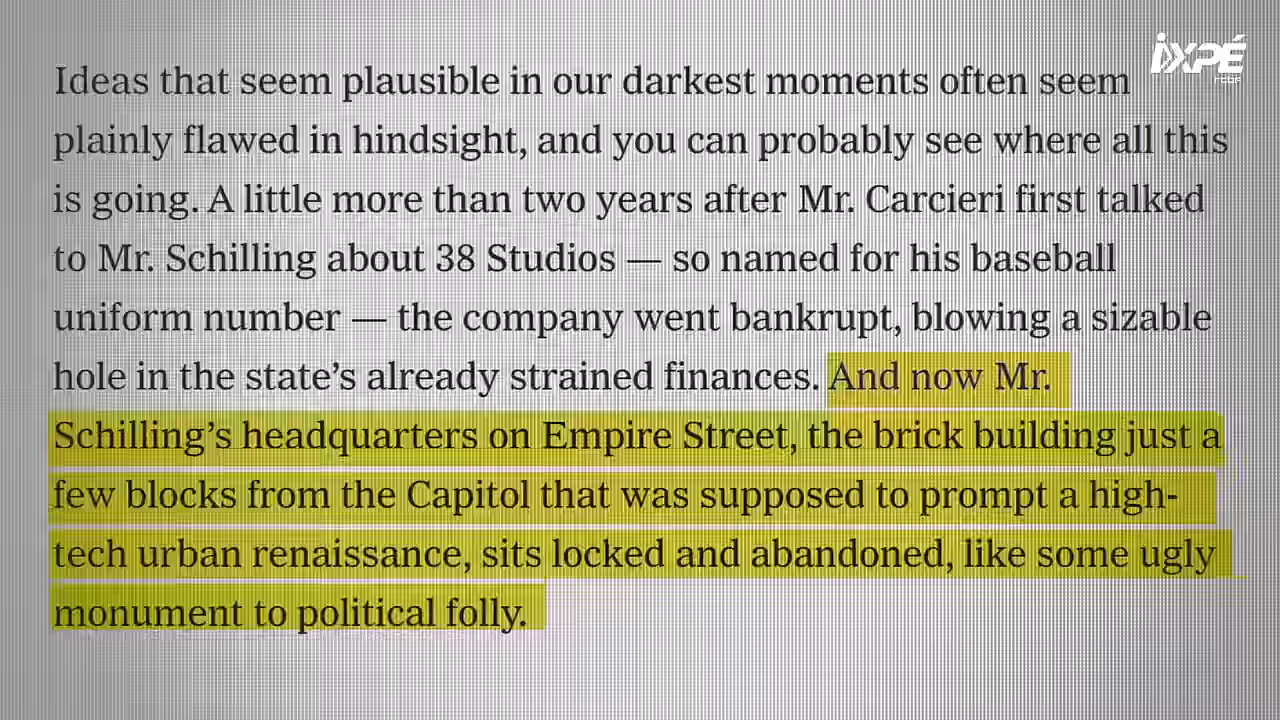 iXPÉ
rtbf
Ideas that seem plausible in our darkest moments often seem
plainly flawed in hindsight, and you can probably see where all this
is going. A little more than two years after Mr. Carcieri first talked
to Mr. Schilling about 38 Studios — so named for his baseball
uniform number — the company went bankrupt, blowing a sizable
hole in the state’s already strained finances. And now Mr.
Schilling’s headquarters on Empire Street, the brick building just a
few blocks from the Capitol that was supposed to prompt a high-
tech urban renaissance, sits locked and abandoned, like some ugly
monument to political folly.